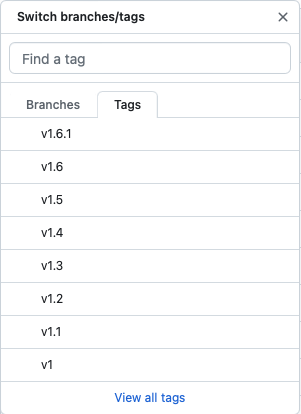 Switch branches/tags
Find a tag
Branches Tags
v1.6.1
v1.6
v1.5
v1.4
v1.3
v1.2
v1.1
v1
View all tags